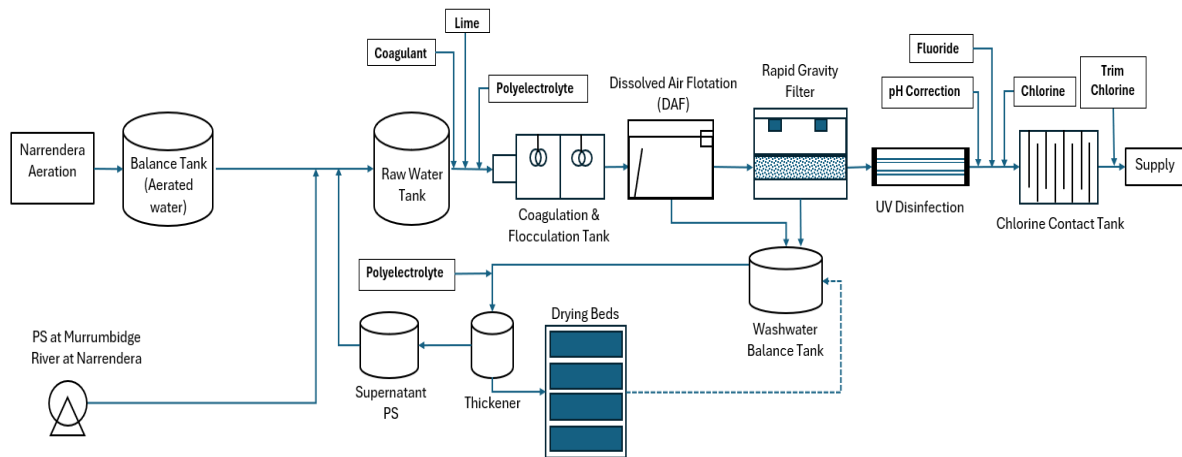 Lime
Coagulant
Polyelectrolyte
Fluoride
pH Correction
Chlorine
Trim
Chlorine
Dissolved Air Flotation
(DAF)
Rapid Gravity
Filter
Narrendera
Aeration
Balance Tank
(Aerated
water)
Raw Water
Tank
Coagulation &
Flocculation Tank
UV Disinfection
Chlorine Contact Tank
Supply
Polyelectrolyte
Drying Beds
Washwater
Balance Tank
PS at Murrumbidge
River at Narrendera
Supernatant
PS
Thickener